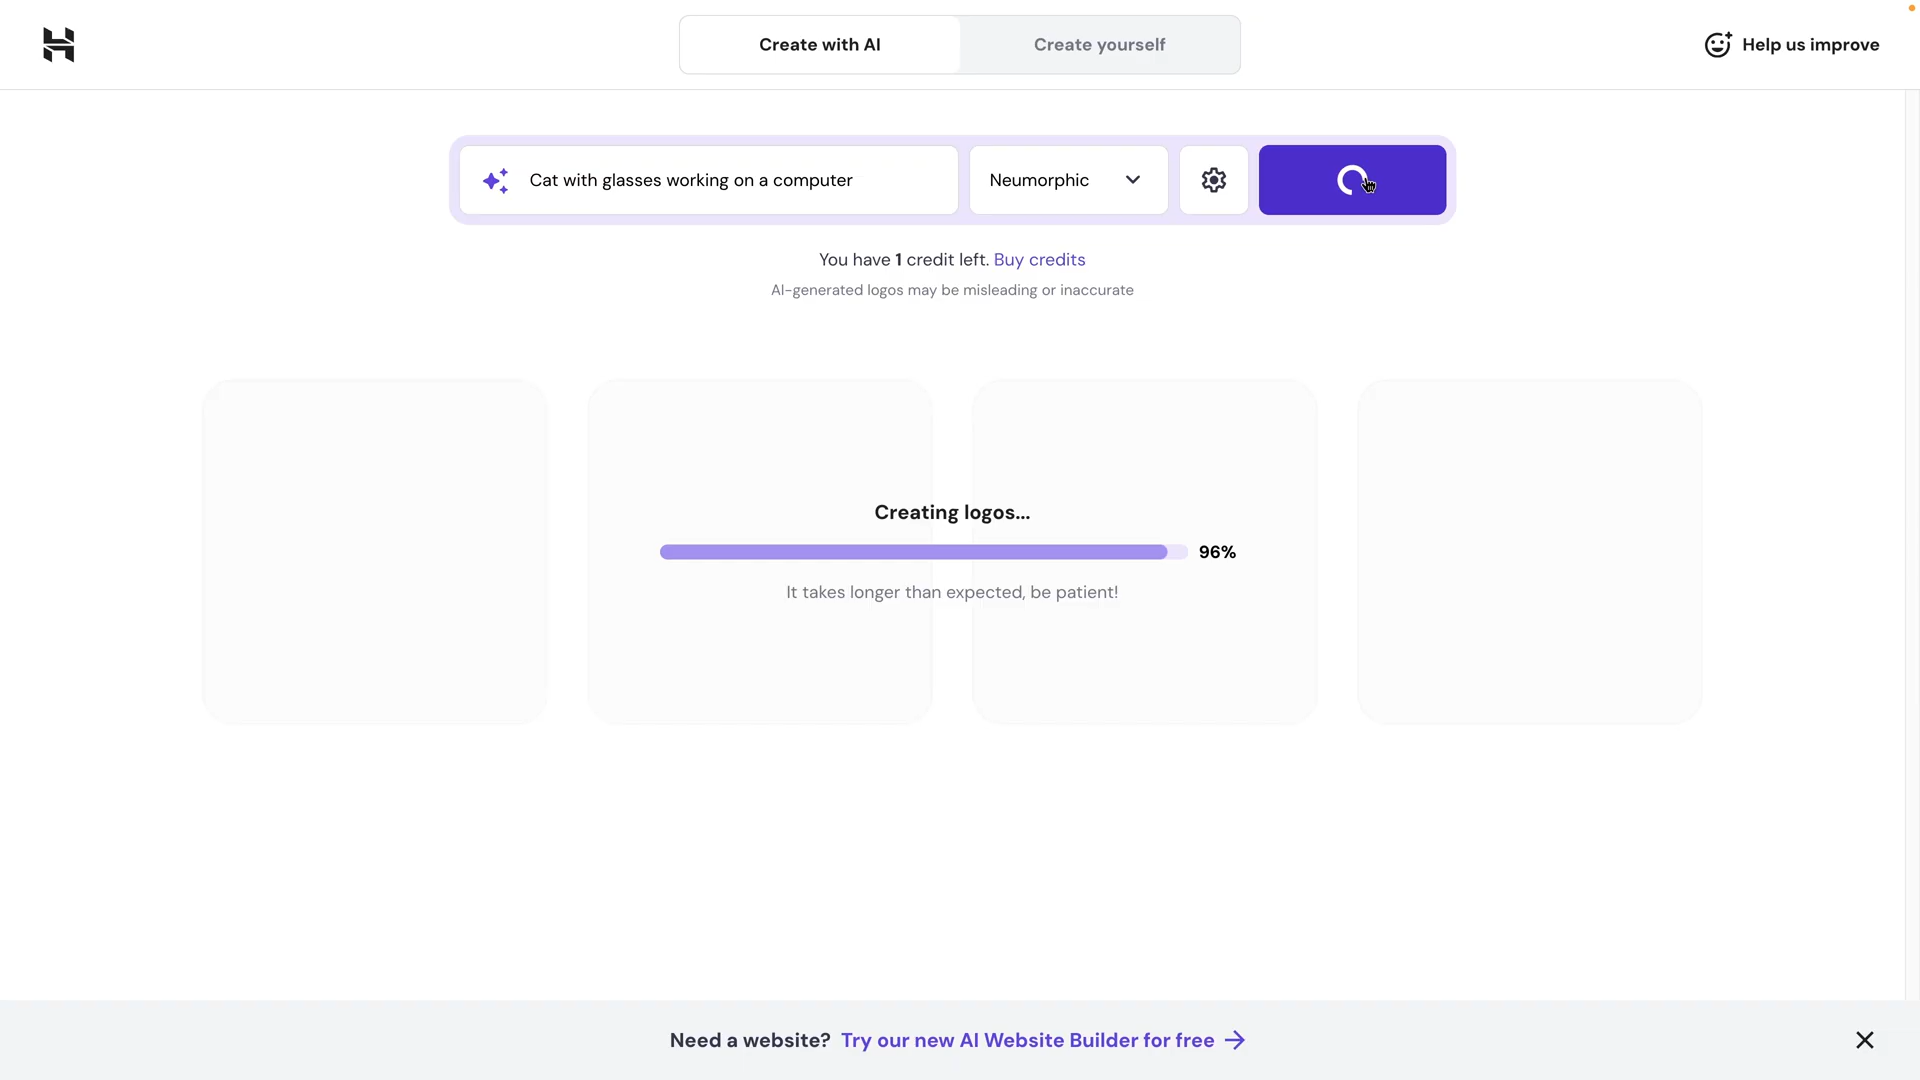 Create with AI
Create yourself
Help us improve
Cat with glasses working on a computer
Neumorphic
You have 1 credit left. Buy credits
AI-generated logos may be misleading or inaccurate
Creating logos...
96%
It takes longer than expected, be patient!
Need a website? Try our new AI Website Builder for free